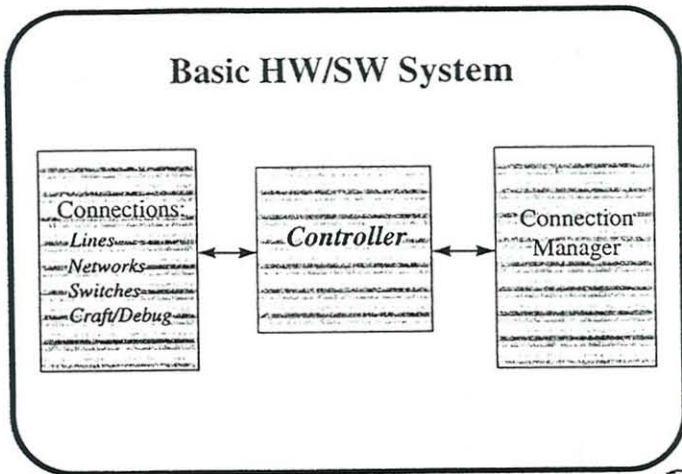 Basic HW/SW System
Connections:
Lines
Networks
Switches
Craft/Debug
Controller
Connection
Manager